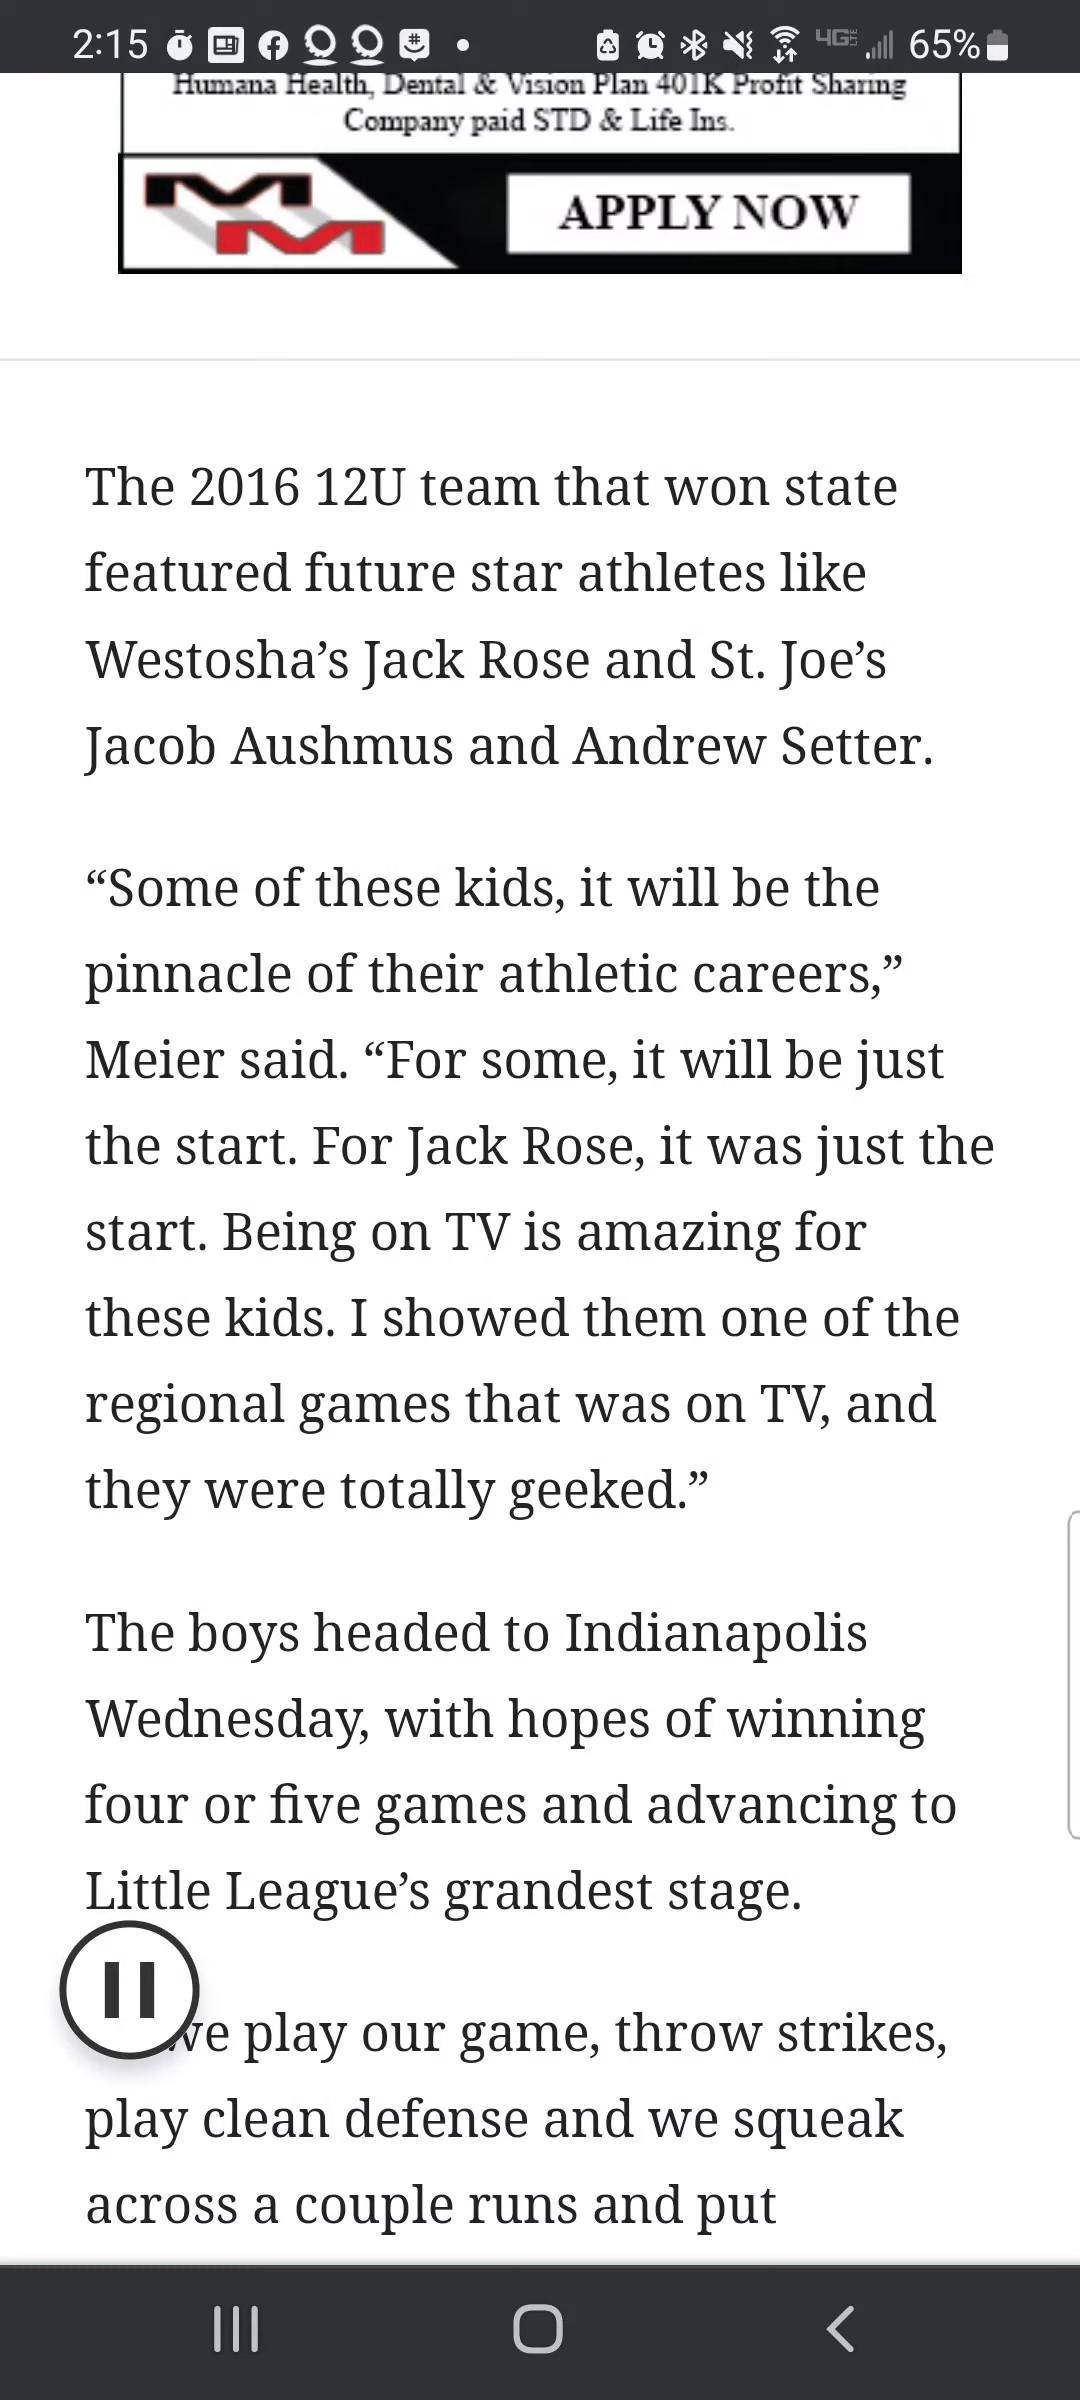 2:15
4G LTE
65%
Humana Health, Dental & Vision Plan 401K Profit Sharing
Company paid STD & Life Ins.
MM
APPLY NOW
The 2016 12U team that won state
featured future star athletes like
Westosha’s Jack Rose and St. Joe’s
Jacob Aushmus and Andrew Setter.
“Some of these kids, it will be the
pinnacle of their athletic careers,”
Meier said. “For some, it will be just
the start. For Jack Rose, it was just the
start. Being on TV is amazing for
these kids. I showed them one of the
regional games that was on TV, and
they were totally geeked.”
The boys headed to Indianapolis
Wednesday, with hopes of winning
four or five games and advancing to
Little League’s grandest stage.
we play our game, throw strikes,
play clean defense and we squeak
across a couple runs and put